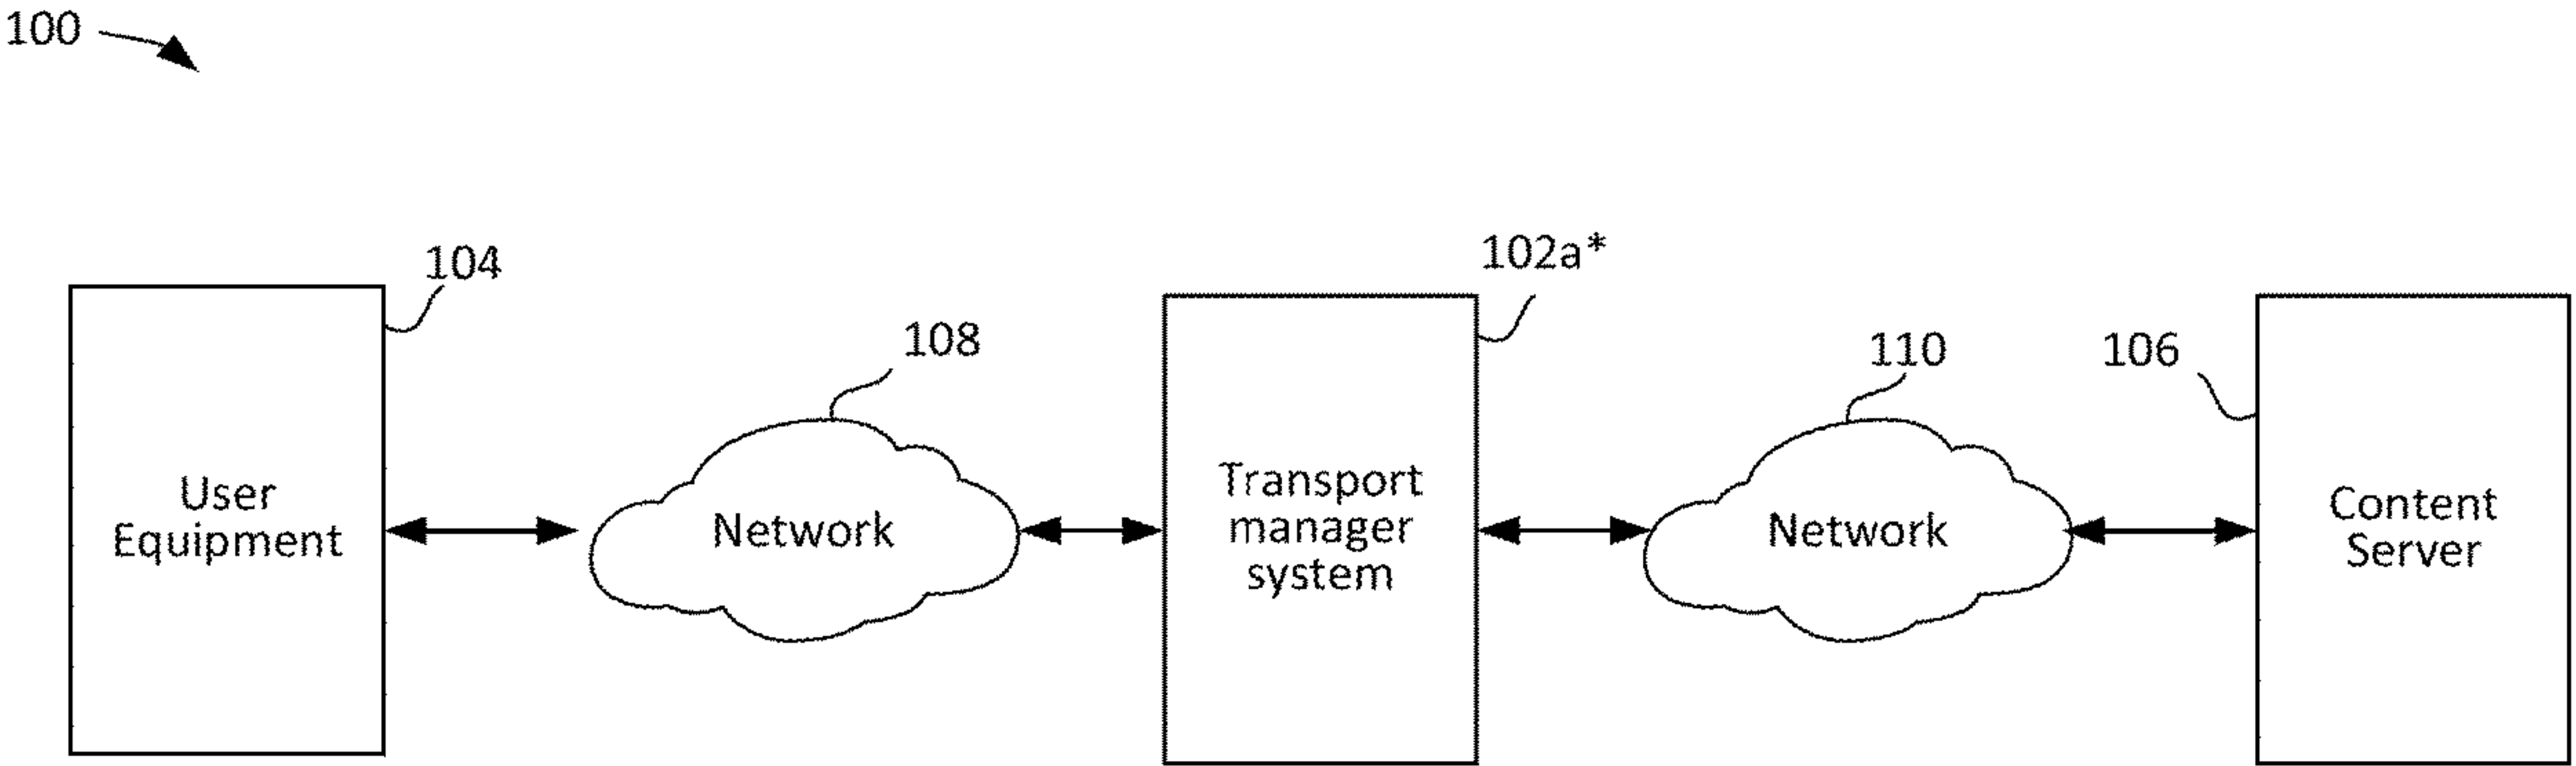 100
104
102a*
108
110
106
User
Equipment
Network
Transport
manager
system
Network
Content
Server